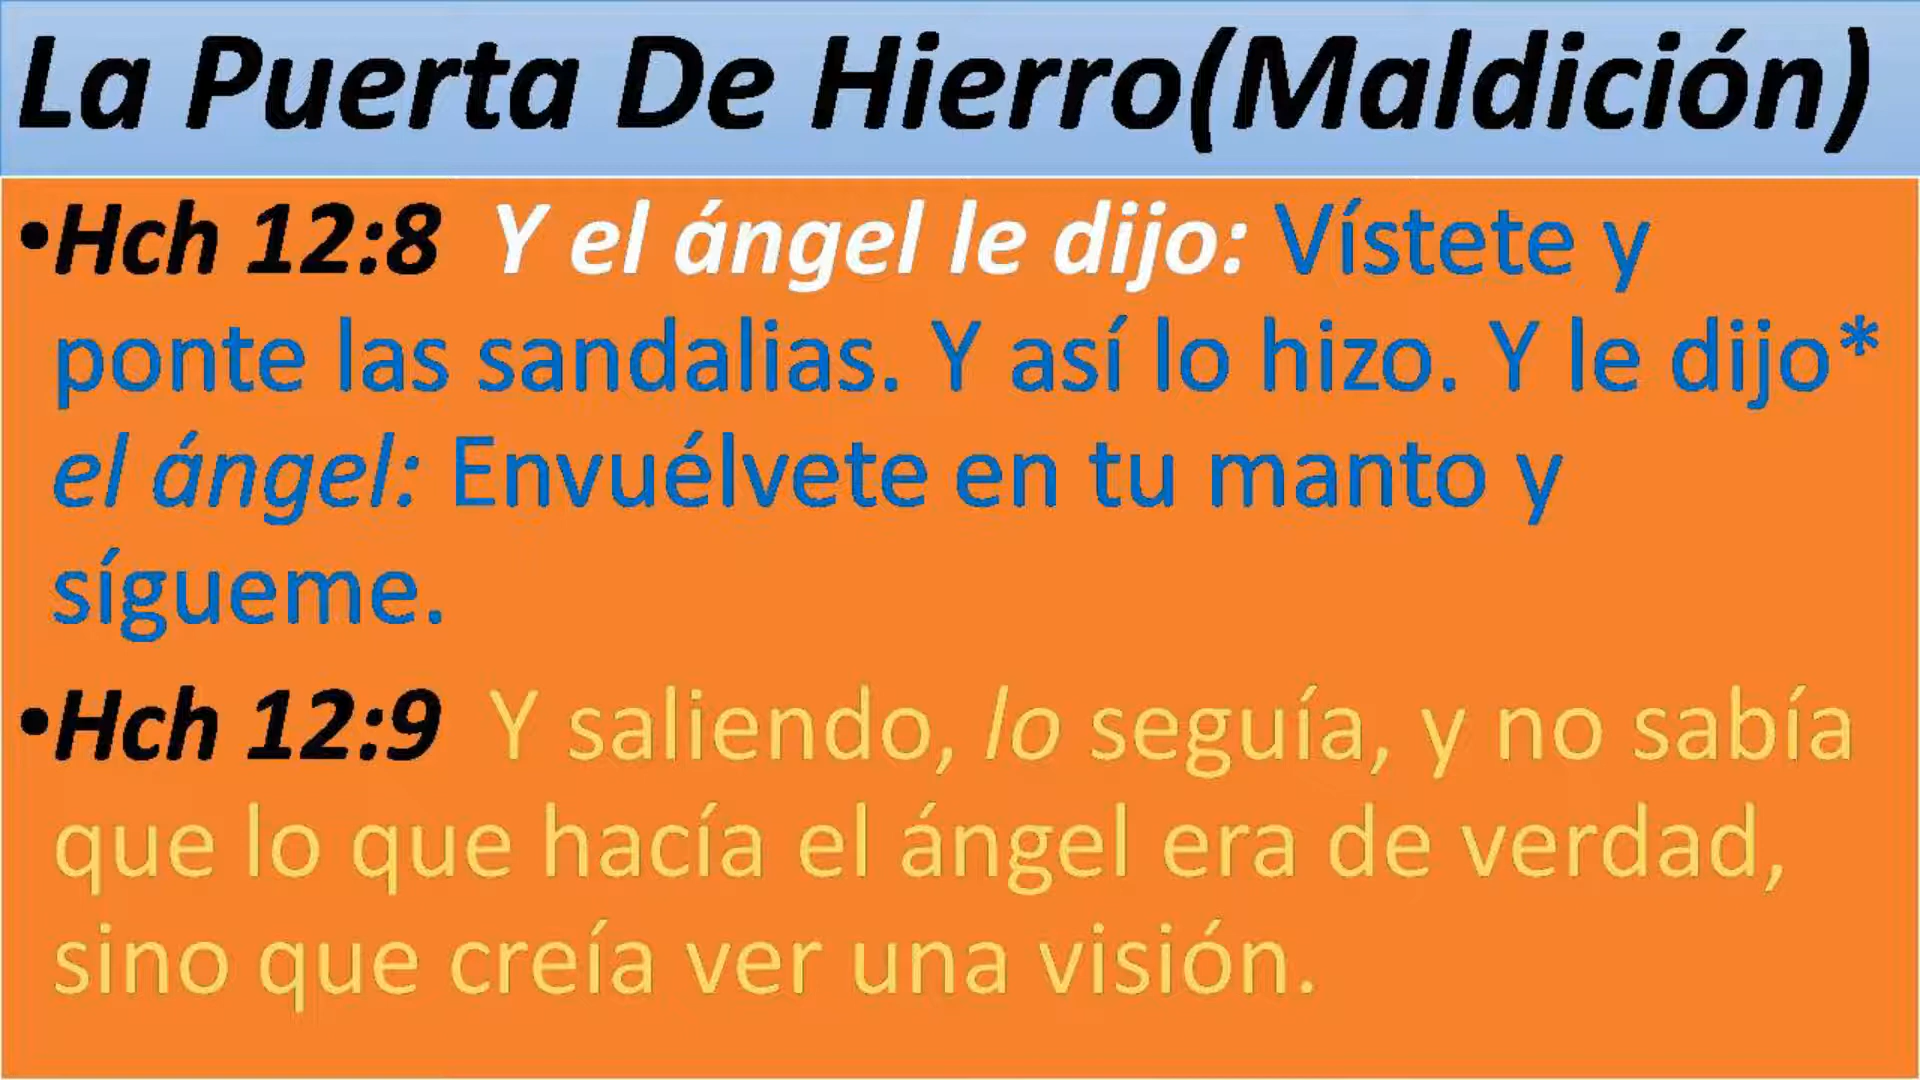 La Puerta De Hierro(Maldición)
•Hch 12:8 Y el ángel le dijo: Vístete y
ponte las sandalias. Y así lo hizo. Y le dijo*
el ángel: Envuélvete en tu manto y
sígueme.
•Hch 12:9 Y saliendo, lo seguía, y no sabía
que lo que hacía el ángel era de verdad,
sino que creía ver una visión.